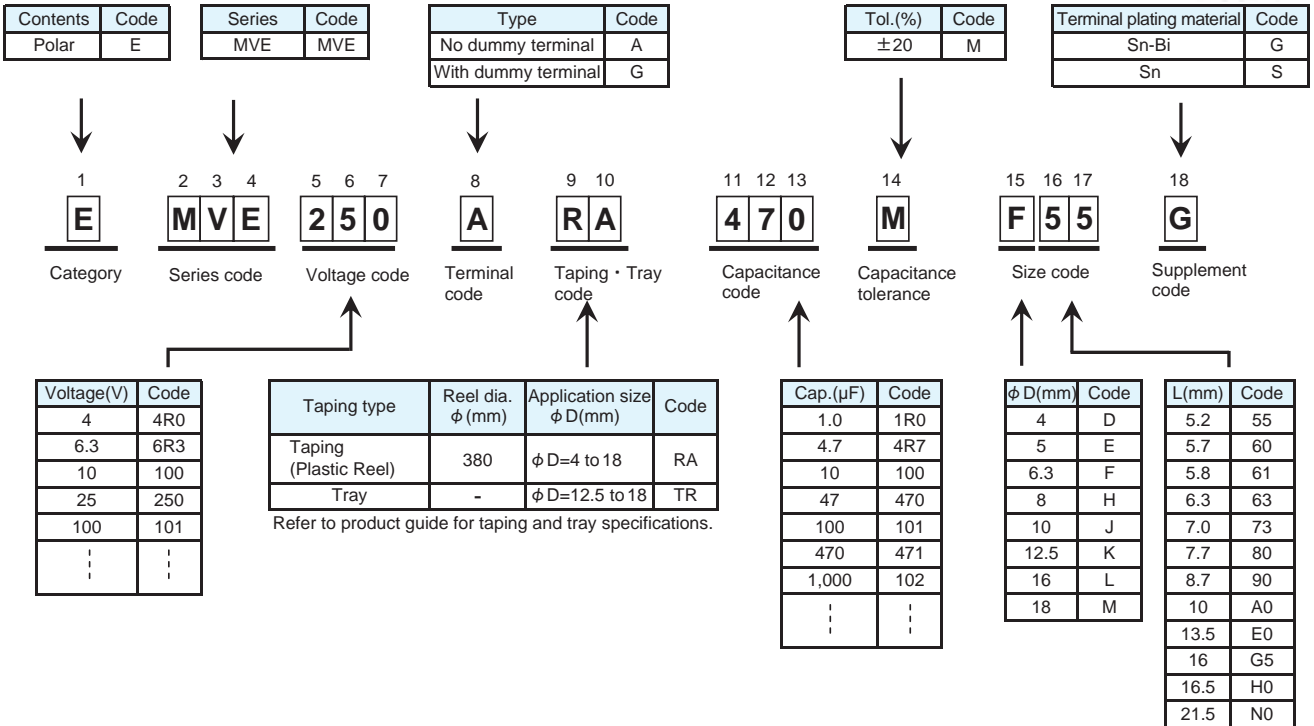 Contents Code
Polar E
Series Code
MVE MVE
Type Code
No dummy terminal A
With dummy terminal G
Tol.(%) Code
±20 M
Terminal plating material Code
Sn-Bi G
Sn S
1 2 3 4 5 6 7 8 9 10 11 12 13 14 15 16 17 18
E M V E 2 5 0 A R A 4 7 0 M F 5 5 G
Category
Series code
Voltage code
Terminal
code
Taping・Tray
code
Capacitance
code
Capacitance
tolerance
Size code
Supplement
code
Voltage(V) Code
4 4R0
6.3 6R3
10 100
25 250
100 101
Taping type Reel dia. φ(mm) Application size φD(mm) Code
Taping (Plastic Reel) 380 φD=4 to 18 RA
Tray - φD=12.5 to 18 TR
Refer to product guide for taping and tray specifications.
Cap.(µF) Code
1.0 1R0
4.7 4R7
10 100
47 470
100 101
470 471
1,000 102
φD(mm) Code
4 D
5 E
6.3 F
8 H
10 J
12.5 K
16 L
18 M
L(mm) Code
5.2 55
5.7 60
5.8 61
6.3 63
7.0 73
7.7 80
8.7 90
10 A0
13.5 E0
16 G5
16.5 H0
21.5 N0